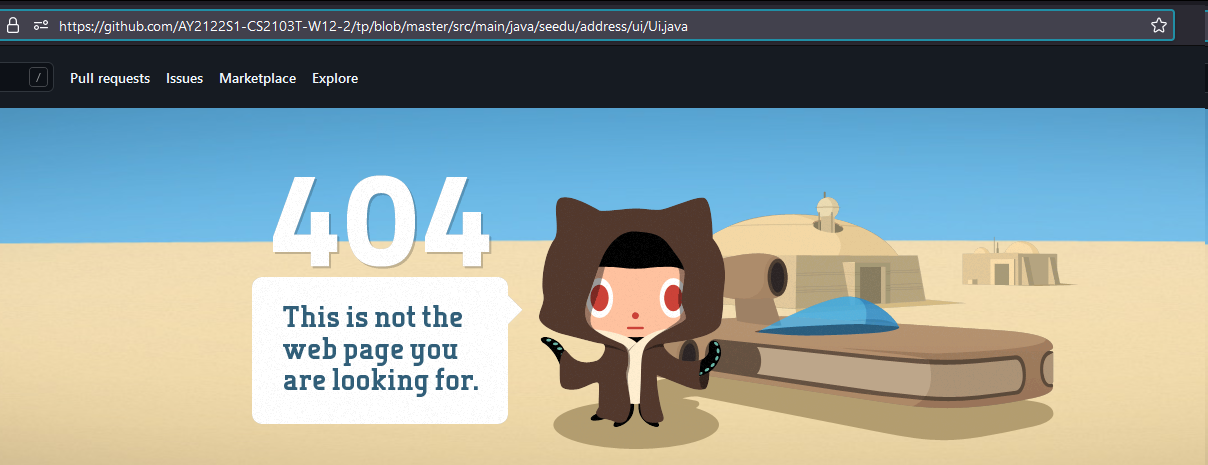 https://github.com/AY2122S1-CS2103T-W12-2/tp/blob/master/src/main/java/seedu/address/ui/Ui.java
/
Pull requests Issues Marketplace Explore
404
This is not the
web page you
are looking for.